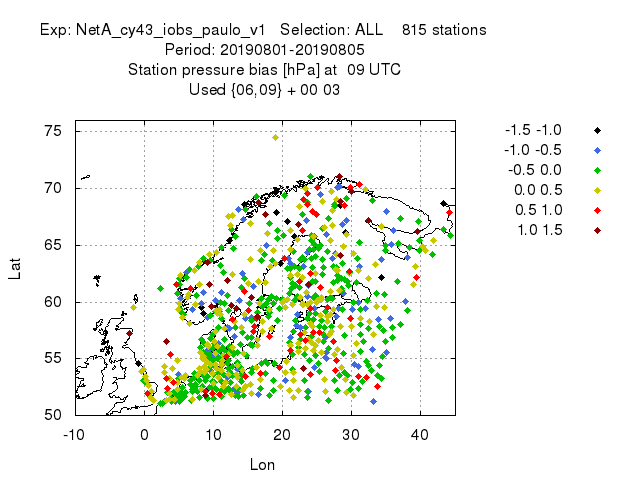 Exp: NetA_cy43_iobs_paulo_v1   Selection: ALL    815 stations
Period: 20190801-20190805
Station pressure bias [hPa] at  09 UTC
Used {06,09} + 00 03
-1.5 -1.0
-1.0 -0.5
-0.5 0.0
0.0 0.5
0.5 1.0
1.0 1.5
75
70
65
60
55
50
Lat
-10 0 10 20 30 40
Lon